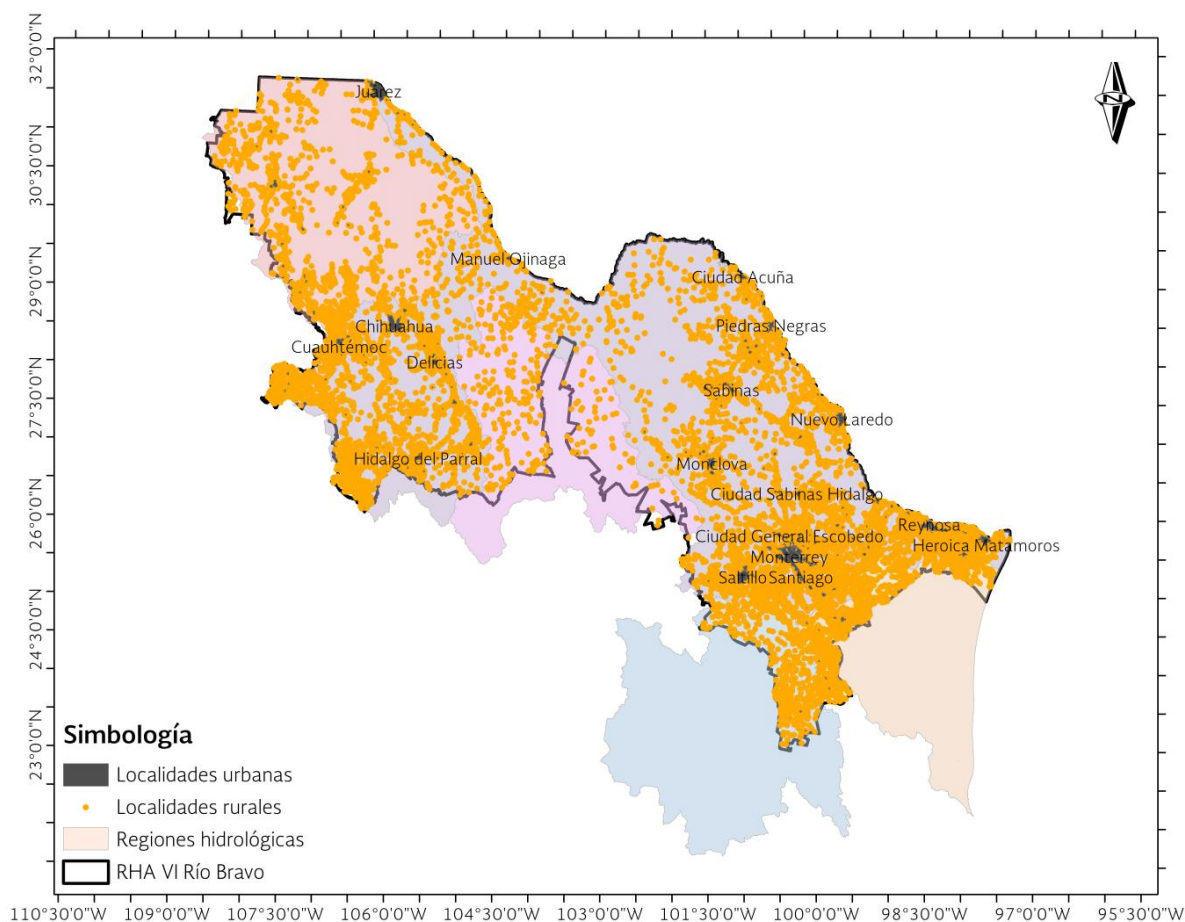 32°0'0"N
30°30'0"N
29°0'0"N
27°30'0"N
26°0'0"N
24°30'0"N
23°0'0"N
N
Juárez
Manuel Ojinaga
Ciudad Acuña
Chihuahua
Piedras Negras
Cuauhtémoc
Delicias
Sabinas
Nuevo Laredo
Hidalgo del Parral
Monclova
Ciudad Sabinas Hidalgo
Ciudad General Escobedo
Reynosa
Monterrey
Heroica Matamoros
Saltillo Santiago
Simbología
Localidades urbanas
Localidades rurales
Regiones hidrológicas
RHA VI Río Bravo
110°30'0"W 109°0'0"W 107°30'0"W 106°0'0"W 104°30'0"W 103°0'0"W 101°30'0"W 100°0'0"W 98°30'0"W 97°0'0"W 95°30'0"W